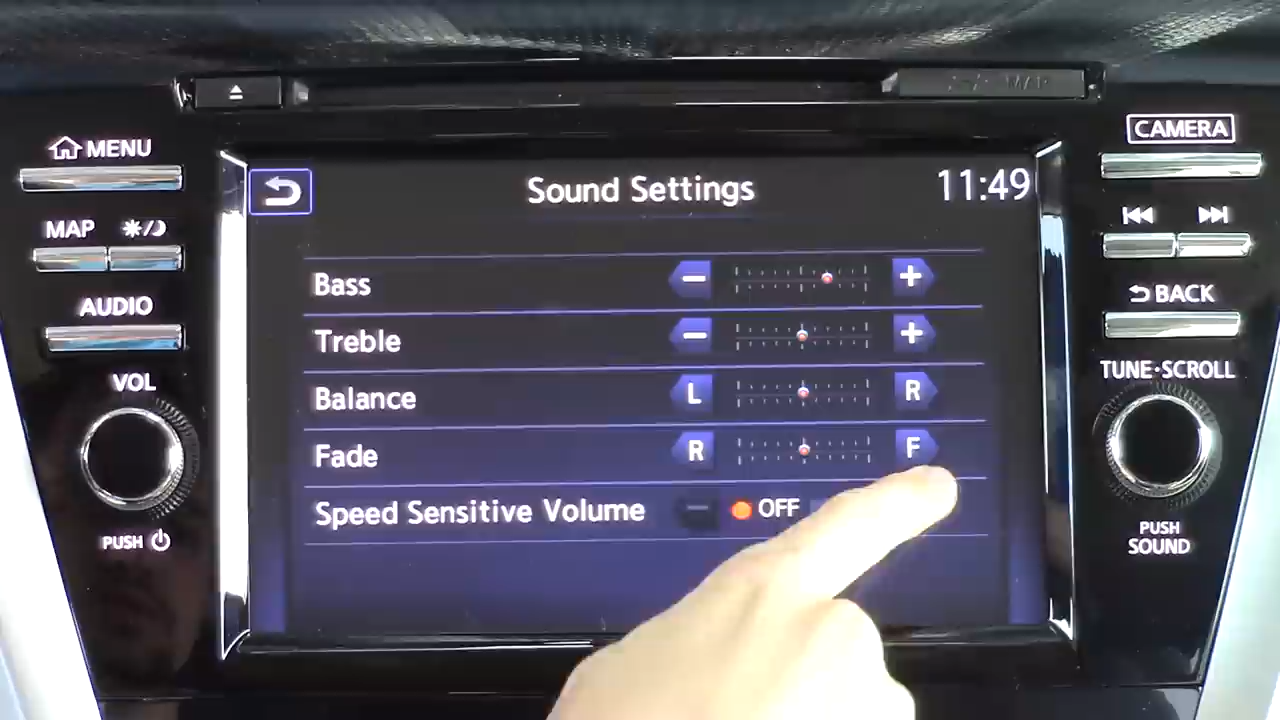 MENU
MAP
AUDIO
VOL
PUSH
Sound Settings
11:49
Bass
- +
Treble
- +
Balance
L R
Fade
R F
Speed Sensitive Volume
- OFF
CAMERA
BACK
TUNE·SCROLL
PUSH
SOUND